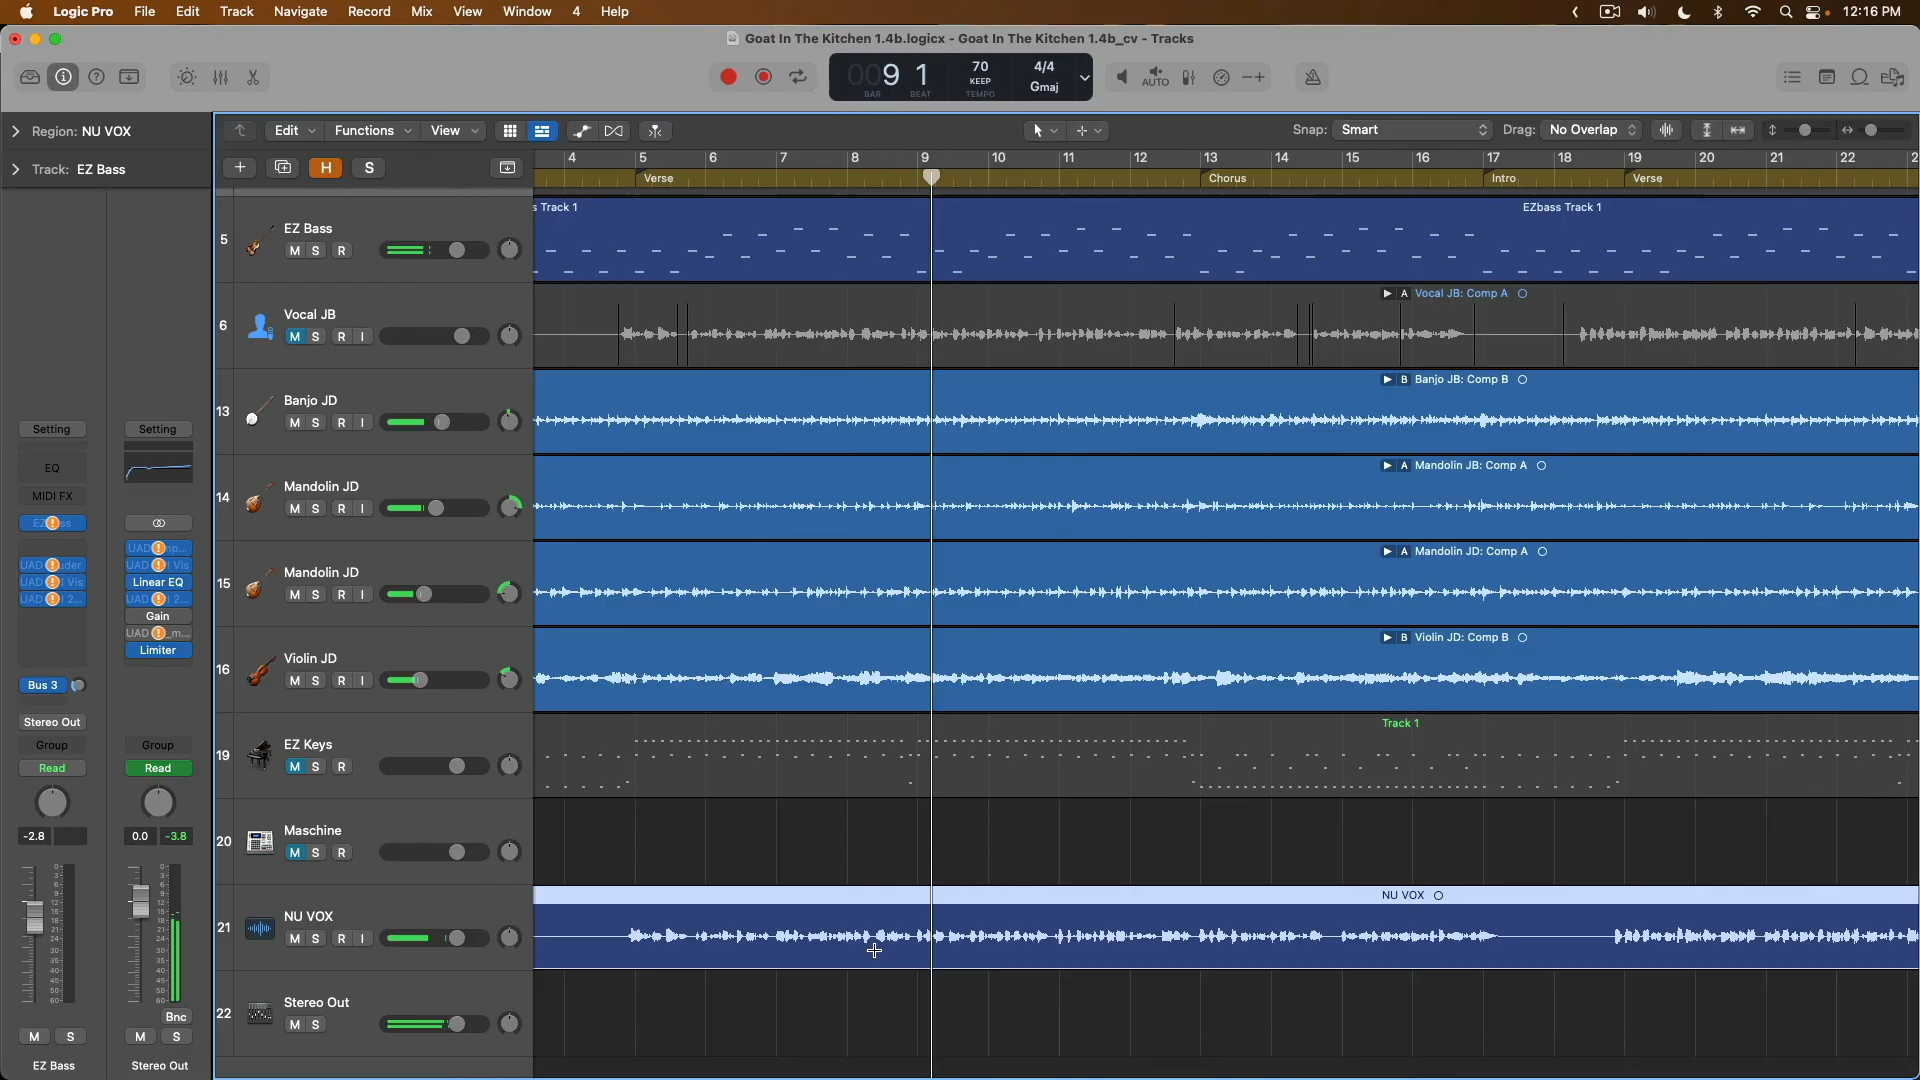 Logic Pro File Edit Track Navigate Record Mix View Window 4 Help 12:16 PM
Goat In The Kitchen 1.4b.logicx - Goat In The Kitchen 1.4b_cv - Tracks
009 1 70 KEEP 4/4 Gmaj
BAR BEAT TEMPO
AUTO
Region: NU VOX
Track: EZ Bass
Edit Functions View Snap: Smart Drag: No Overlap
H S
4 5 6 7 8 9 10 11 12 13 14 15 16 17 18 19 20 21 22 2
Verse Chorus Intro Verse
s Track 1 EZbass Track 1
5 EZ Bass
M S R
6 Vocal JB
M S R I
A Vocal JB: Comp A
13 Banjo JD
M S R I
B Banjo JB: Comp B
14 Mandolin JD
M S R I
A Mandolin JB: Comp A
15 Mandolin JD
M S R I
A Mandolin JD: Comp A
16 Violin JD
M S R I
B Violin JD: Comp B
19 EZ Keys
M S R
Track 1
20 Maschine
M S R
21 NU VOX
M S R I
NU VOX
22 Stereo Out
M S
Setting Setting
EQ
MIDI FX
Linear EQ
Gain
Limiter
Bus 3
Stereo Out
Group Group
Read Read
-2.8 0.0 -3.8
Bnc
M S M S
EZ Bass Stereo Out